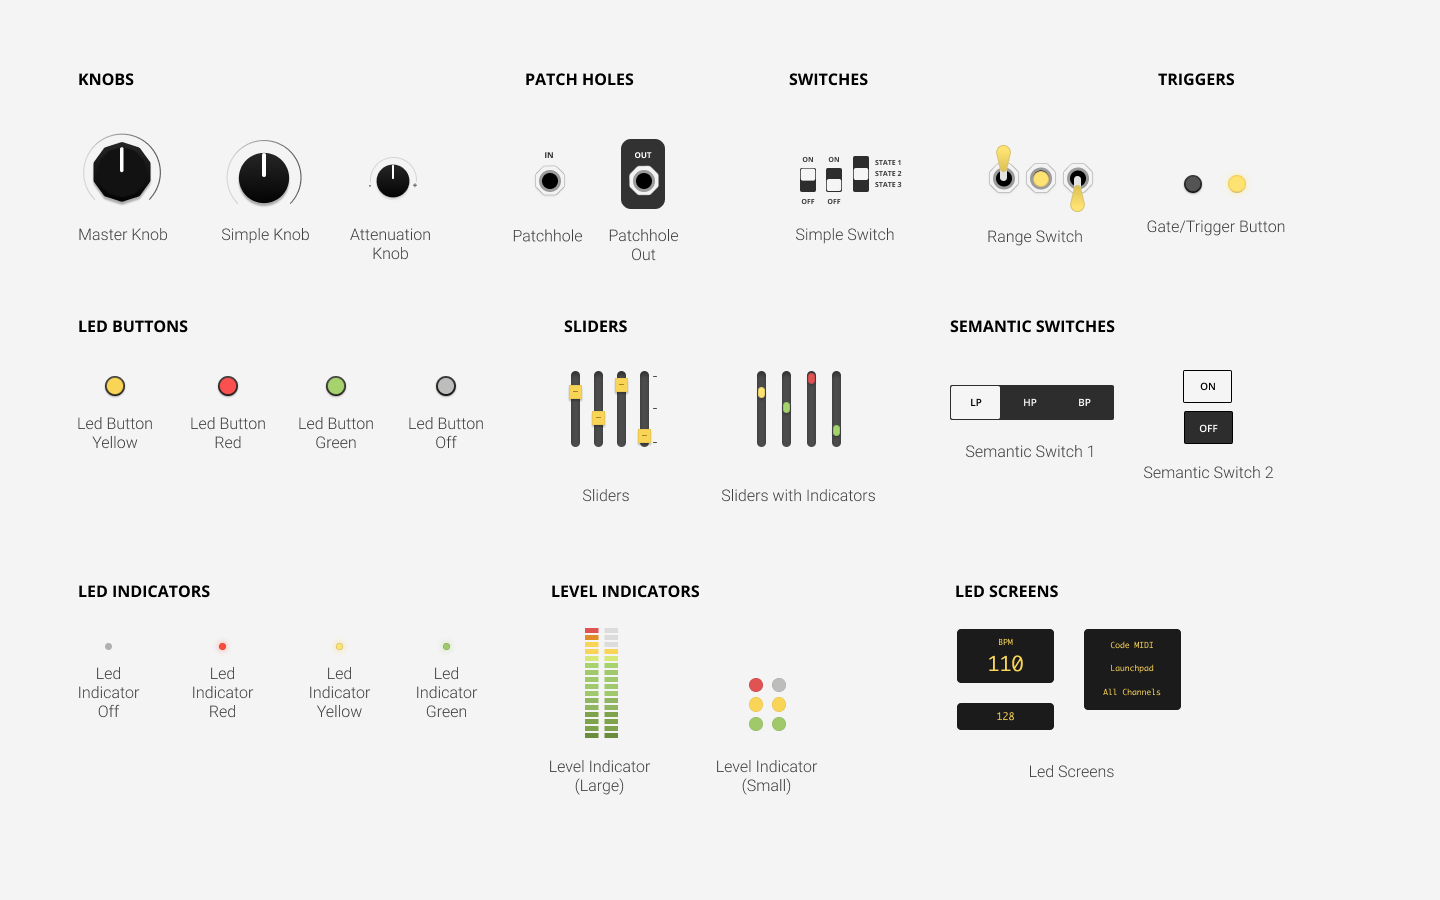 KNOBS
PATCH HOLES
SWITCHES
TRIGGERS
IN
OUT
ON
ON
OFF
OFF
STATE 1
STATE 2
STATE 3
Master Knob
Simple Knob
Attenuation
Knob
Patchhole
Patchhole
Out
Simple Switch
Range Switch
Gate/Trigger Button
LED BUTTONS
SLIDERS
SEMANTIC SWITCHES
LP
HP
BP
ON
OFF
Led Button
Yellow
Led Button
Red
Led Button
Green
Led Button
Off
Sliders
Sliders with Indicators
Semantic Switch 1
Semantic Switch 2
LED INDICATORS
LEVEL INDICATORS
LED SCREENS
Led
Indicator
Off
Led
Indicator
Red
Led
Indicator
Yellow
Led
Indicator
Green
Level Indicator
(Large)
Level Indicator
(Small)
BPM
110
128
Code MIDI
Launchpad
All Channels
Led Screens